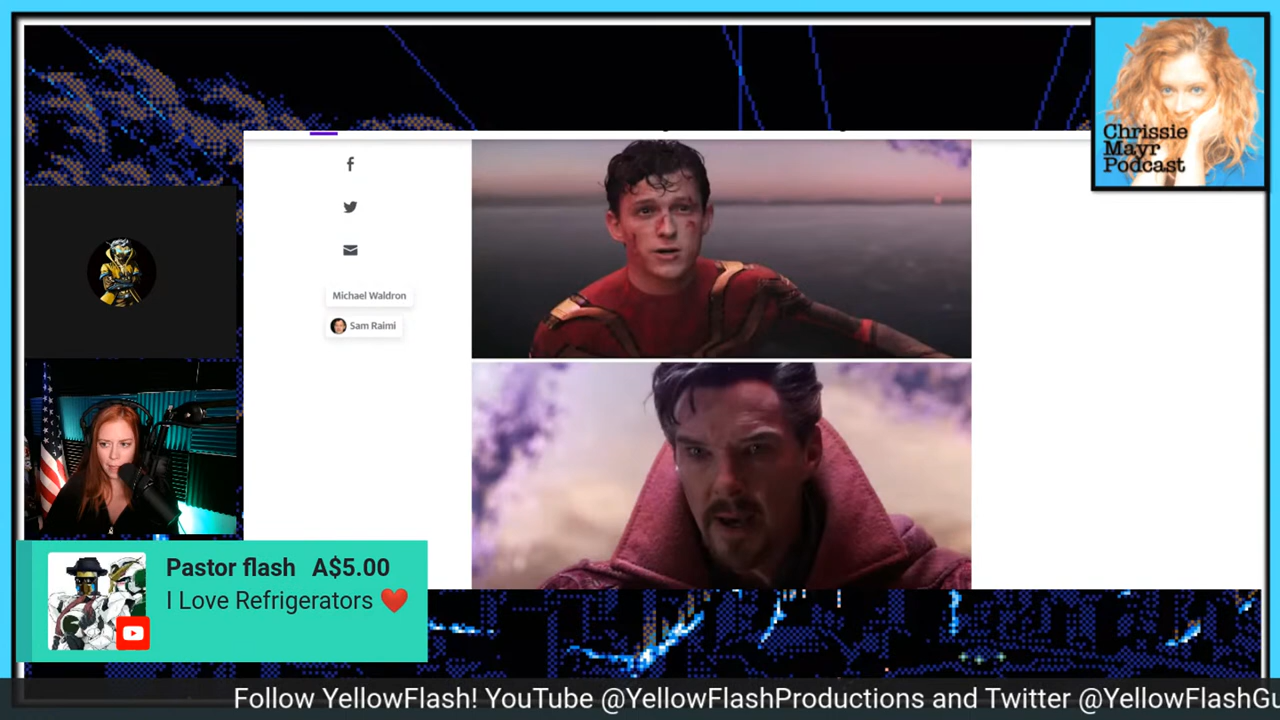 Chrissie
Mayr
Podcast
Michael Waldron
Sam Raimi
Pastor flash A$5.00
I Love Refrigerators ❤️
Follow YellowFlash! YouTube @YellowFlashProductions and Twitter @YellowFlashGu